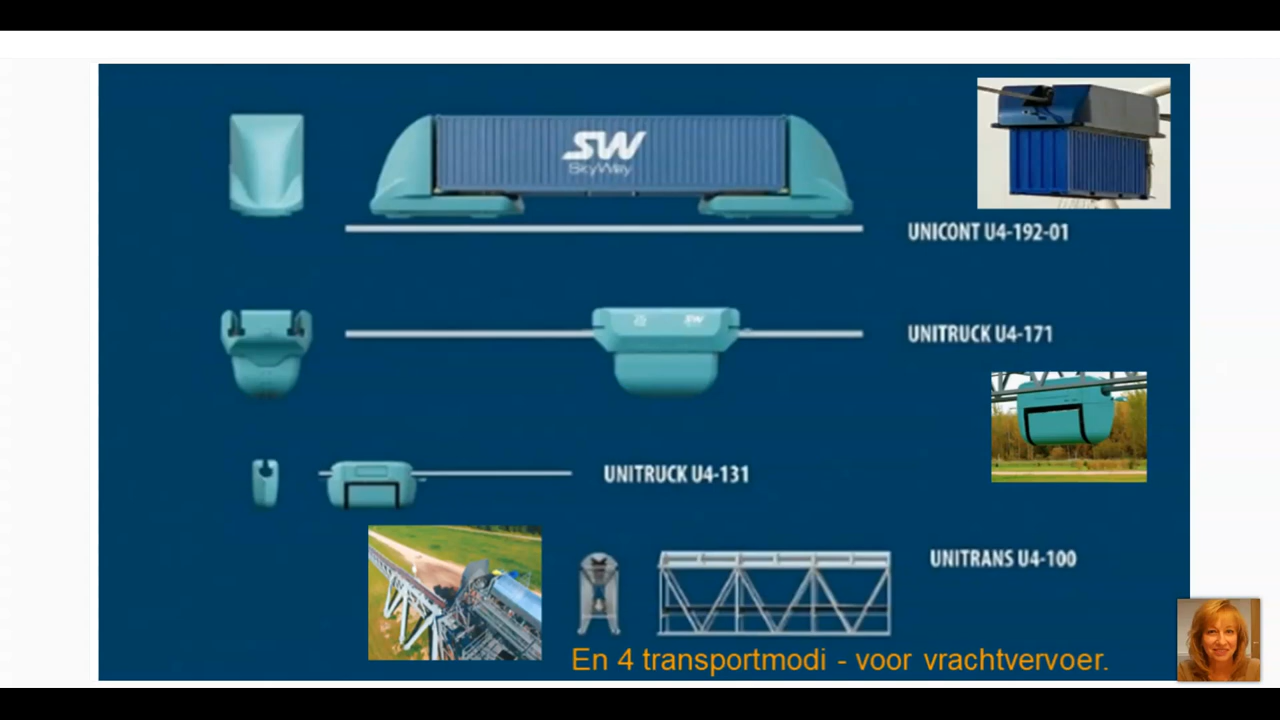 SW
SkyWay
UNICONT U4-192-01
SW
UNITRUCK U4-171
UNITRUCK U4-131
UNITRANS U4-100
En 4 transportmodi - voor vrachtvervoer.